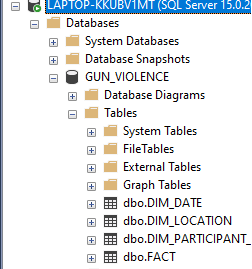 LAPTOP-KKUBV1MT (SQL Server 15.0.20
Databases
System Databases
Database Snapshots
GUN_VIOLENCE
Database Diagrams
Tables
System Tables
FileTables
External Tables
Graph Tables
dbo.DIM_DATE
dbo.DIM_LOCATION
dbo.DIM_PARTICIPANT_
dbo.FACT